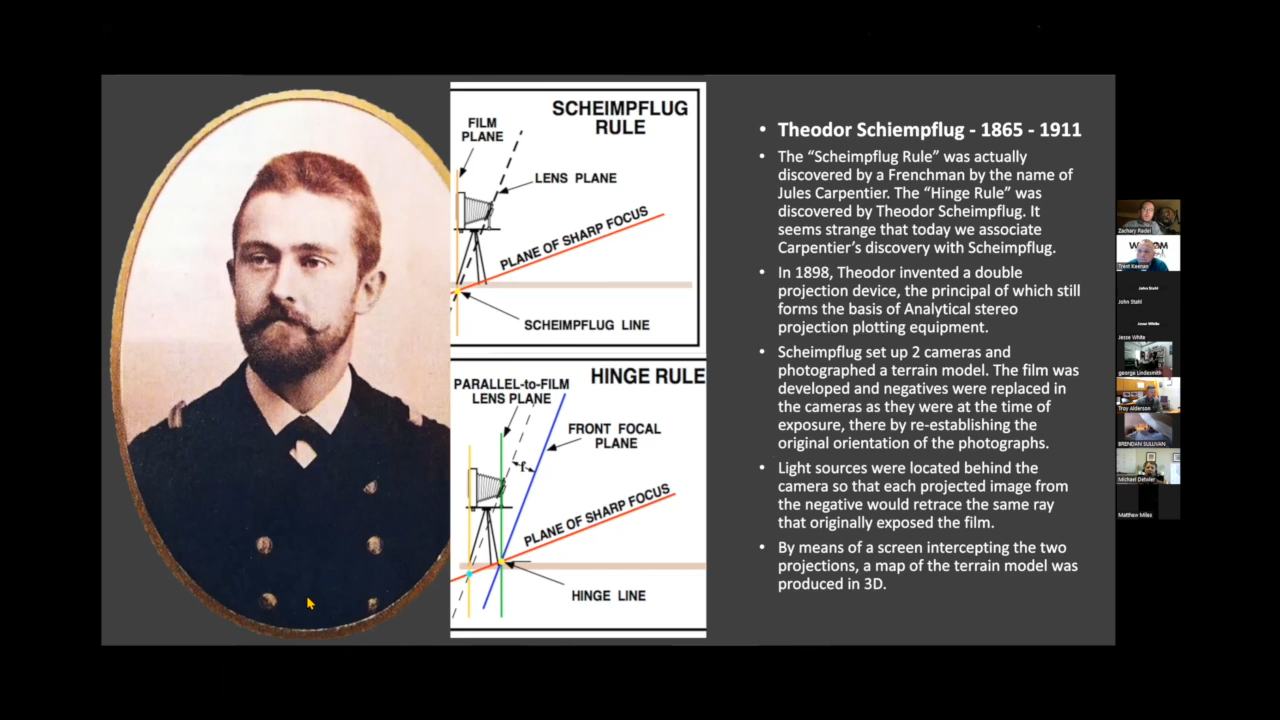 SCHEIMPFLUG
RULE
FILM
PLANE
LENS PLANE
PLANE OF SHARP FOCUS
SCHEIMPFLUG LINE
PARALLEL-to-FILM
LENS PLANE
HINGE RULE
FRONT FOCAL
PLANE
f
PLANE OF SHARP FOCUS
HINGE LINE
• Theodor Schiempflug - 1865 - 1911
• The “Scheimpflug Rule” was actually
discovered by a Frenchman by the name of
Jules Carpentier. The “Hinge Rule” was
discovered by Theodor Scheimpflug. It
seems strange that today we associate
Carpentier’s discovery with Scheimpflug.
• In 1898, Theodor invented a double
projection device, the principal of which still
forms the basis of Analytical stereo
projection plotting equipment.
• Scheimpflug set up 2 cameras and
photographed a terrain model. The film was
developed and negatives were replaced in
the cameras as they were at the time of
exposure, there by re-establishing the
original orientation of the photographs.
• Light sources were located behind the
camera so that each projected image from
the negative would retrace the same ray
that originally exposed the film.
• By means of a screen intercepting the two
projections, a map of the terrain model was
produced in 3D.
Zachary Radel
Trent Keenan
John Stahl
John Stahl
Jesse White
Jesse White
george Lindesmith
Troy Alderson
BRENDAN SULLIVAN
Michael Detwiler
Matthew Miles